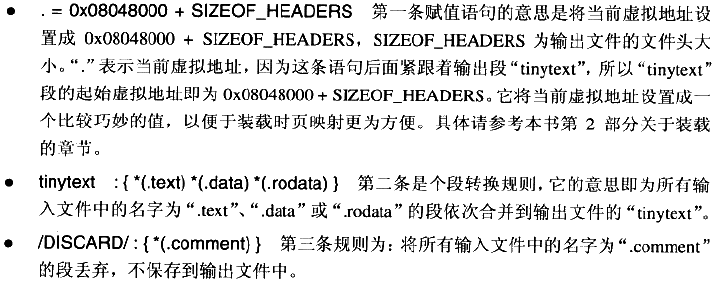 ● . = 0x08048000 + SIZEOF_HEADERS 第一条赋值语句的意思是将当前虚拟地址设
置成 0x08048000 + SIZEOF_HEADERS，SIZEOF_HEADERS 为输出文件的文件头大
小。“.”表示当前虚拟地址，因为这条语句后面紧跟着输出段“tinytext”，所以“tinytext”
段的起始虚拟地址即为 0x08048000 + SIZEOF_HEADERS。它将当前虚拟地址设置成一
个比较巧妙的值，以便于装载时页映射更为方便。具体请参考本书第 2 部分关于装载
的章节。
● tinytext : { *(.text) *(.data) *(.rodata) } 第二条是个段转换规则，它的意思即为所有输
入文件中的名字为“.text”、“.data”或“.rodata”的段依次合并到输出文件的“tinytext”。
● /DISCARD/ : { *(.comment) } 第三条规则为：将所有输入文件中的名字为“.comment”
的段丢弃，不保存到输出文件中。